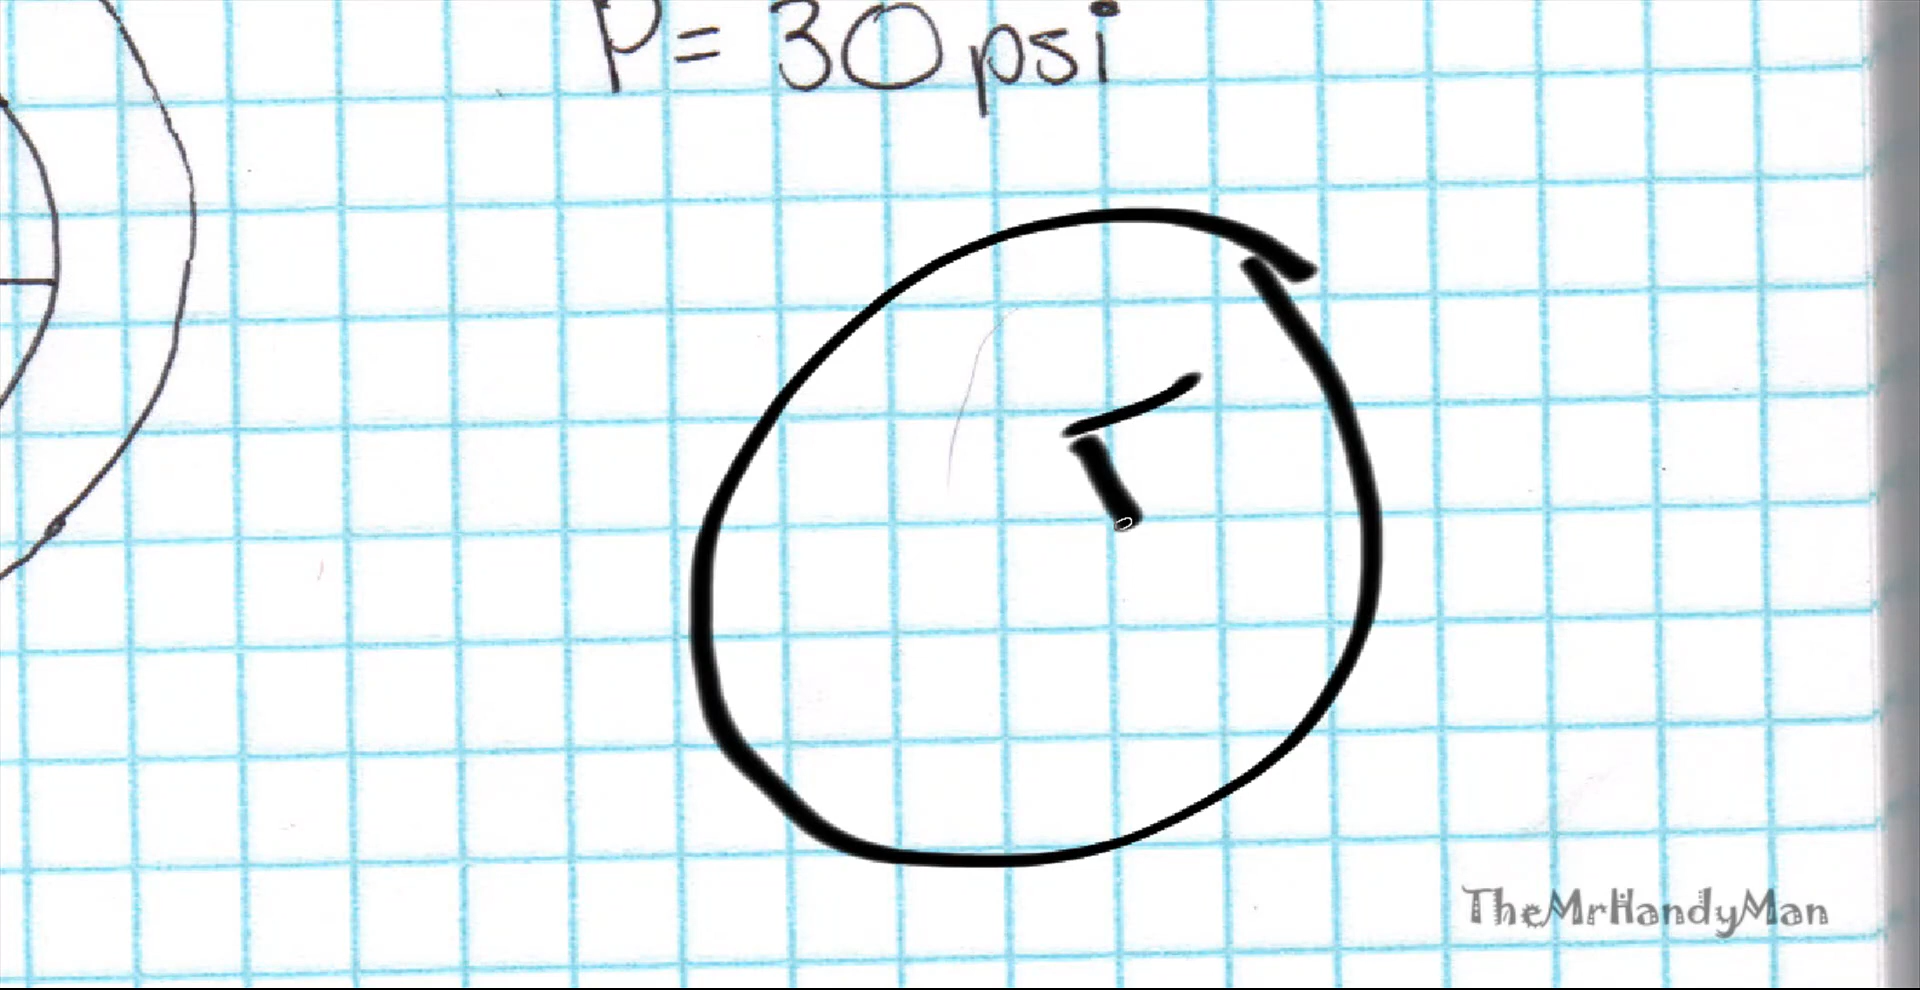 P = 30 psi
TheMrHandyMan